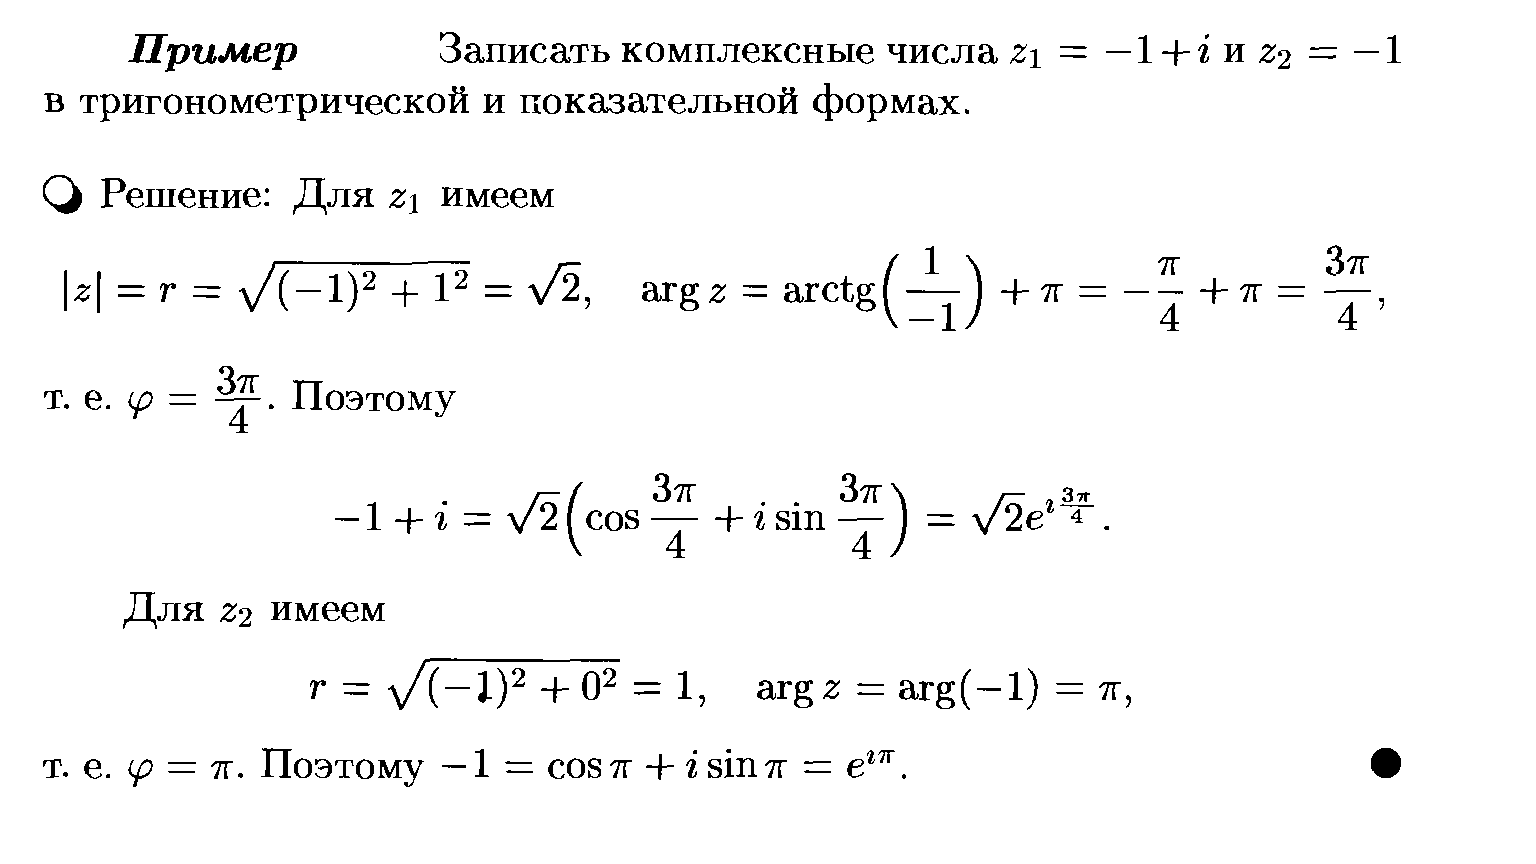 Пример Записать комплексные числа z₁ = −1 + i и z₂ = −1
в тригонометрической и показательной формах.
Решение: Для z₁ имеем
|z| = r = √((−1)² + 1²) = √2, arg z = arctg(1/−1) + π = −π/4 + π = 3π/4,
т. е. φ = 3π/4. Поэтому
−1 + i = √2(cos 3π/4 + i sin 3π/4) = √2e^(i 3π/4).
Для z₂ имеем
r = √((−1)² + 0²) = 1, arg z = arg(−1) = π,
т. е. φ = π. Поэтому −1 = cos π + i sin π = e^(iπ).